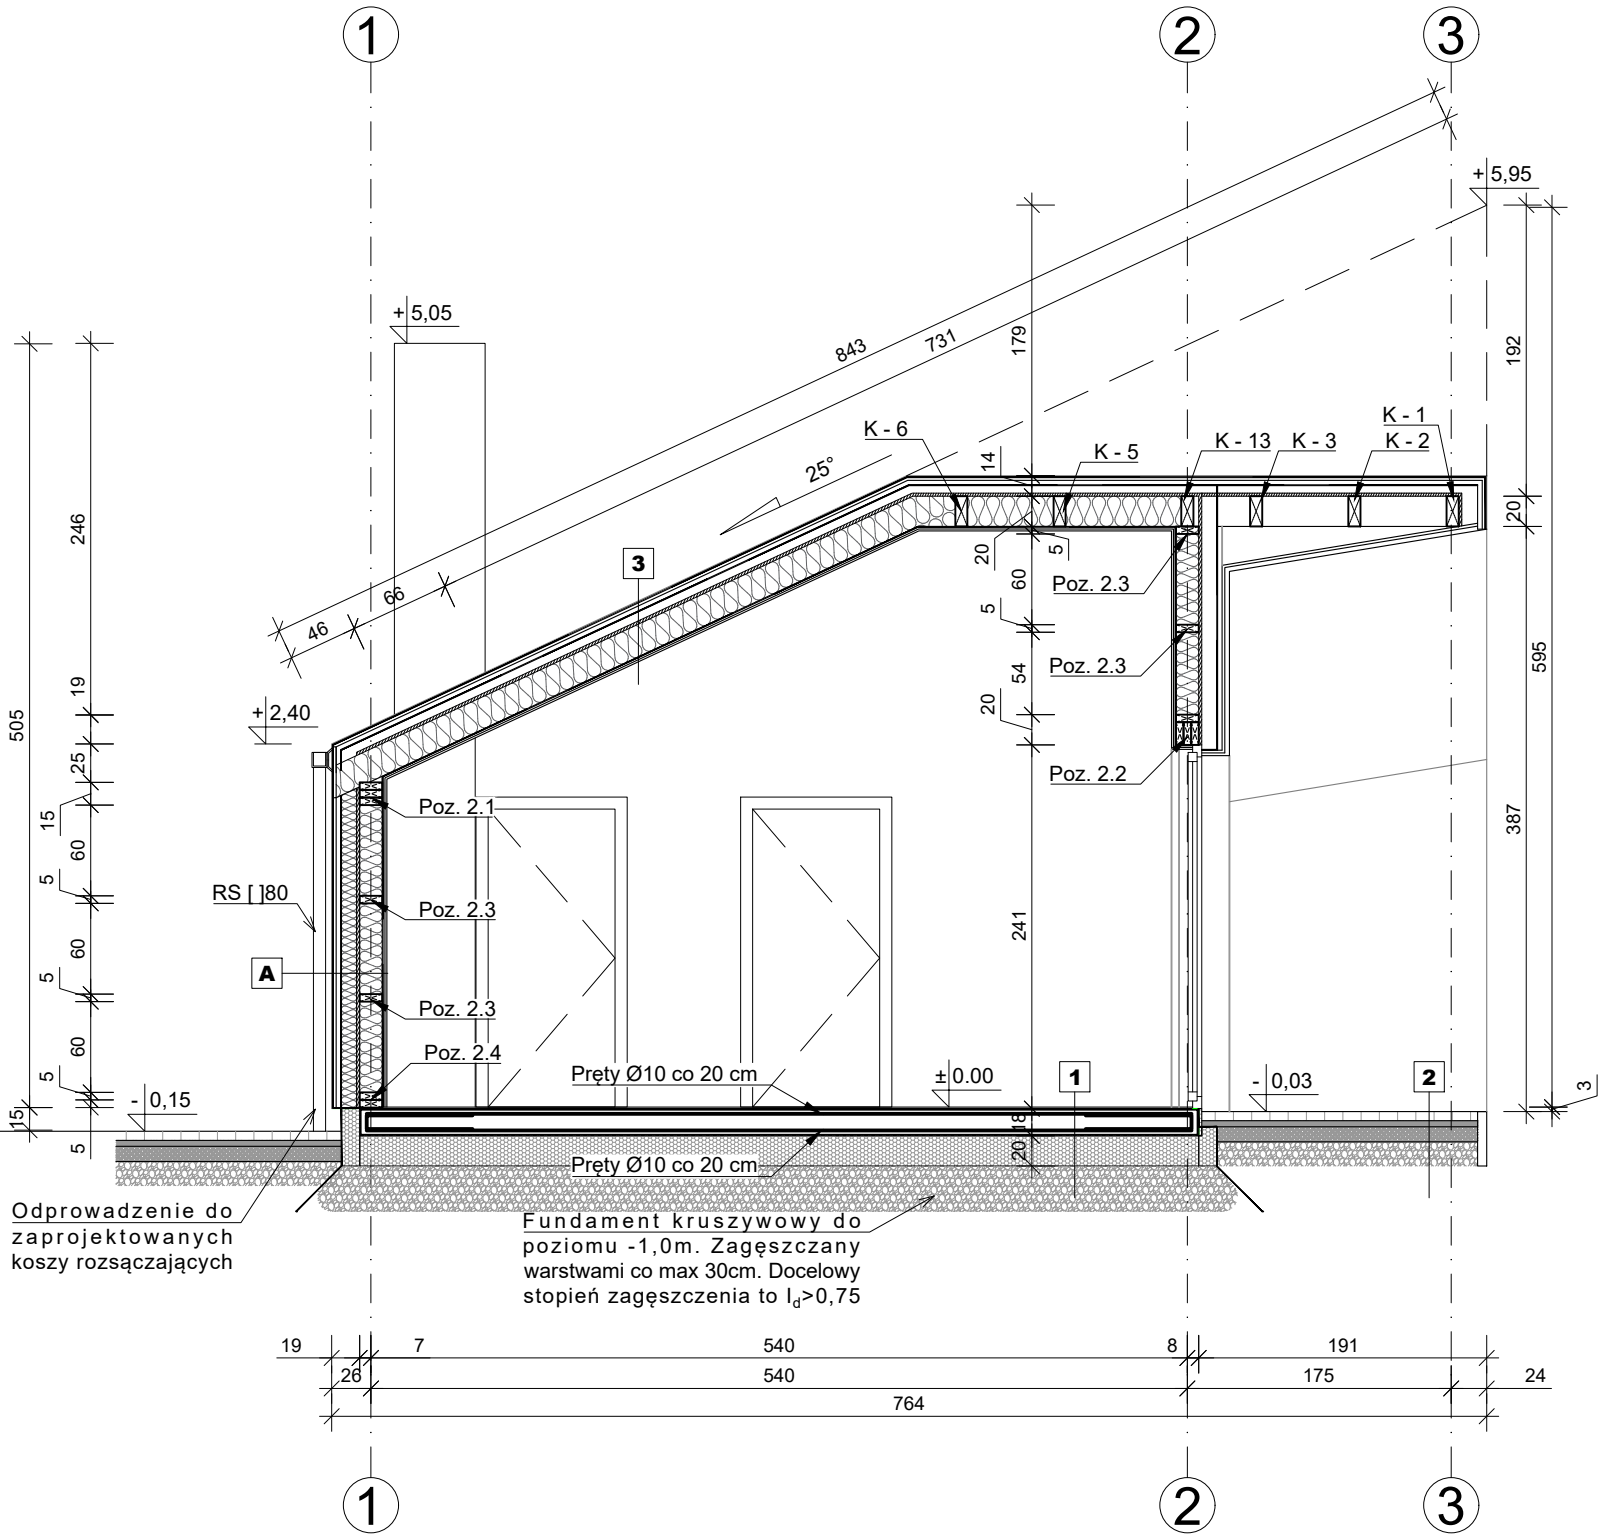 1
2
3
+ 5,95
+ 5,05
843
731
179
192
K - 1
K - 6
K - 5
K - 13
K - 3
K - 2
14
25°
20
246
20
5
60
3
66
46
Poz. 2.3
5
595
505
19
+ 2,40
54
Poz. 2.3
20
25
Poz. 2.2
15
Poz. 2.1
387
60
5
RS [ ]80
Poz. 2.3
241
60
A
5
Poz. 2.3
60
Poz. 2.4
5
Pręty Ø10 co 20 cm
± 0.00
1
- 0,03
2
3
- 0,15
15
18
5
20
Pręty Ø10 co 20 cm
Odprowadzenie do
zaprojektowanych
koszy rozsączających
Fundament kruszywowy do
poziomu -1,0m. Zagęszczany
warstwami co max 30cm. Docelowy
stopień zagęszczenia to Id>0,75
19 7 540 8 191
26 540 175 24
764
1
2
3